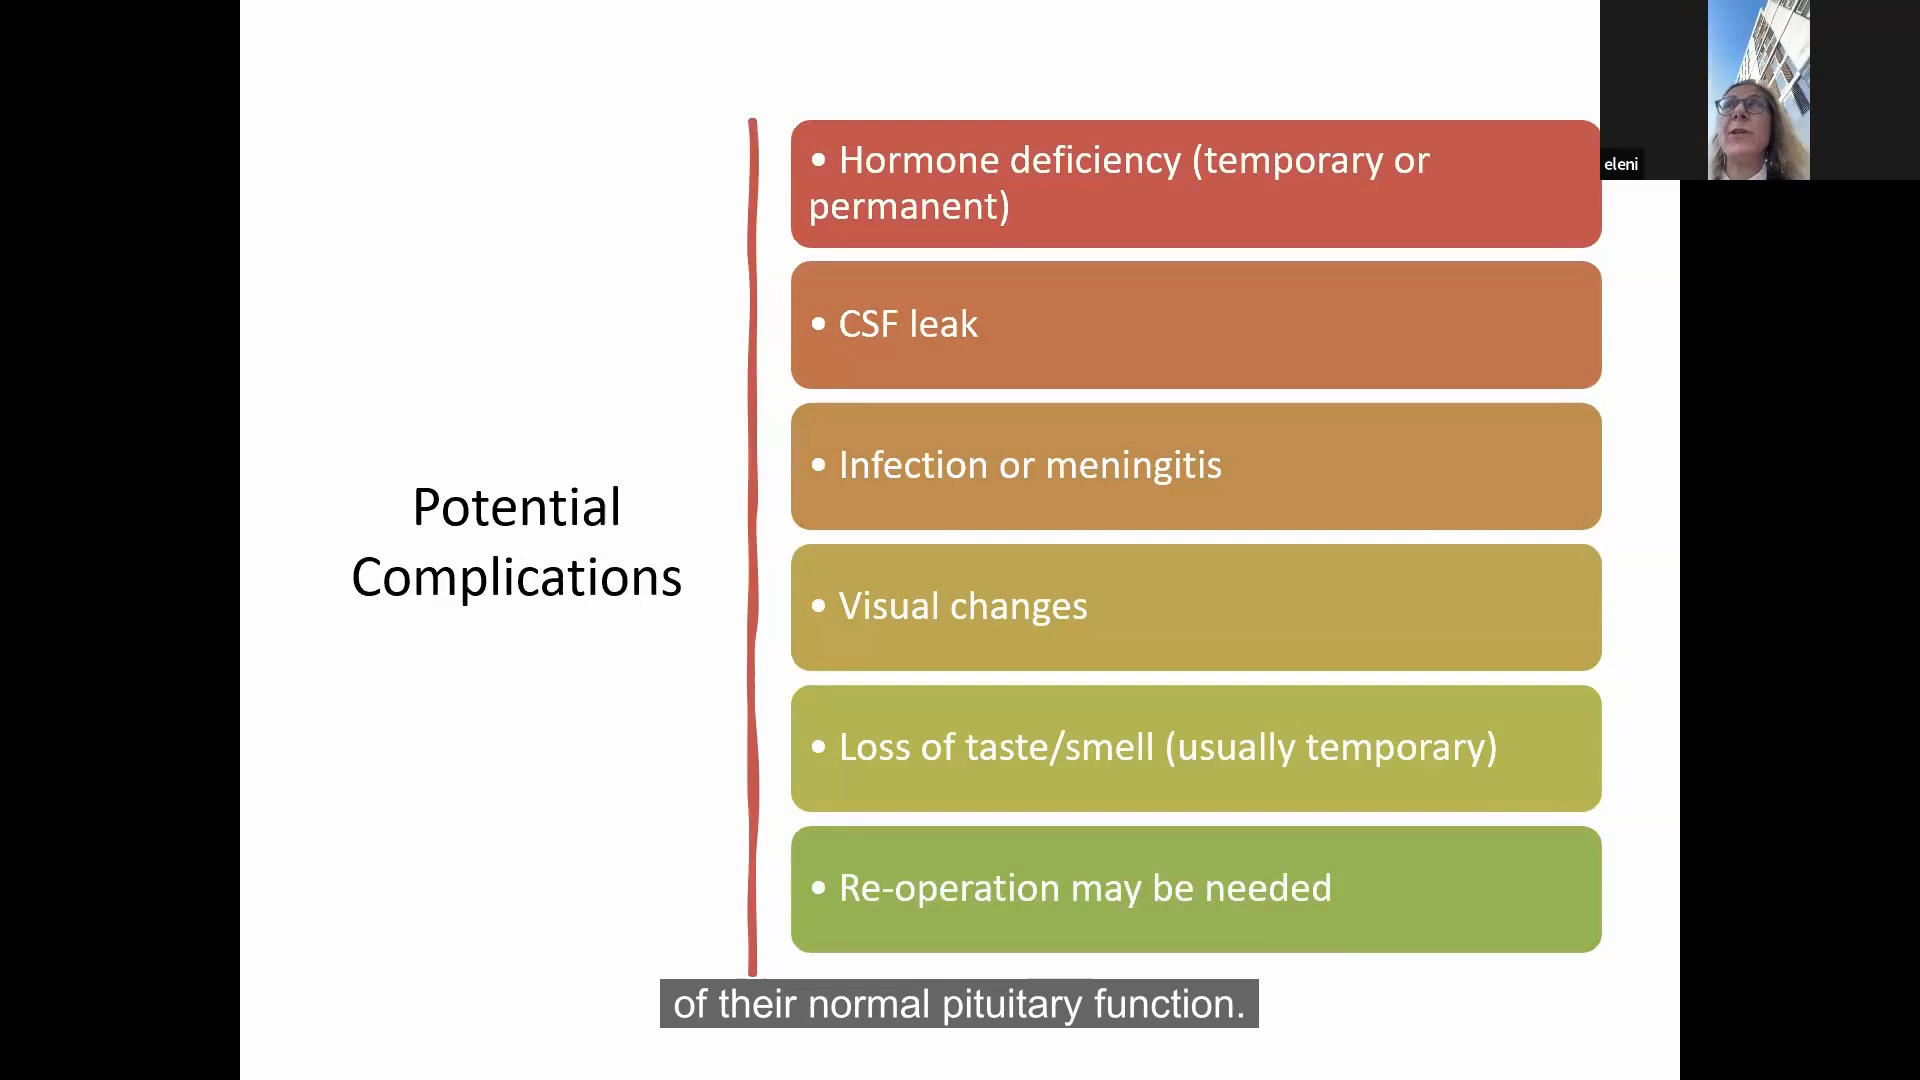 Potential
Complications
• Hormone deficiency (temporary or
permanent)
• CSF leak
• Infection or meningitis
• Visual changes
• Loss of taste/smell (usually temporary)
• Re-operation may be needed
eleni
of their normal pituitary function.